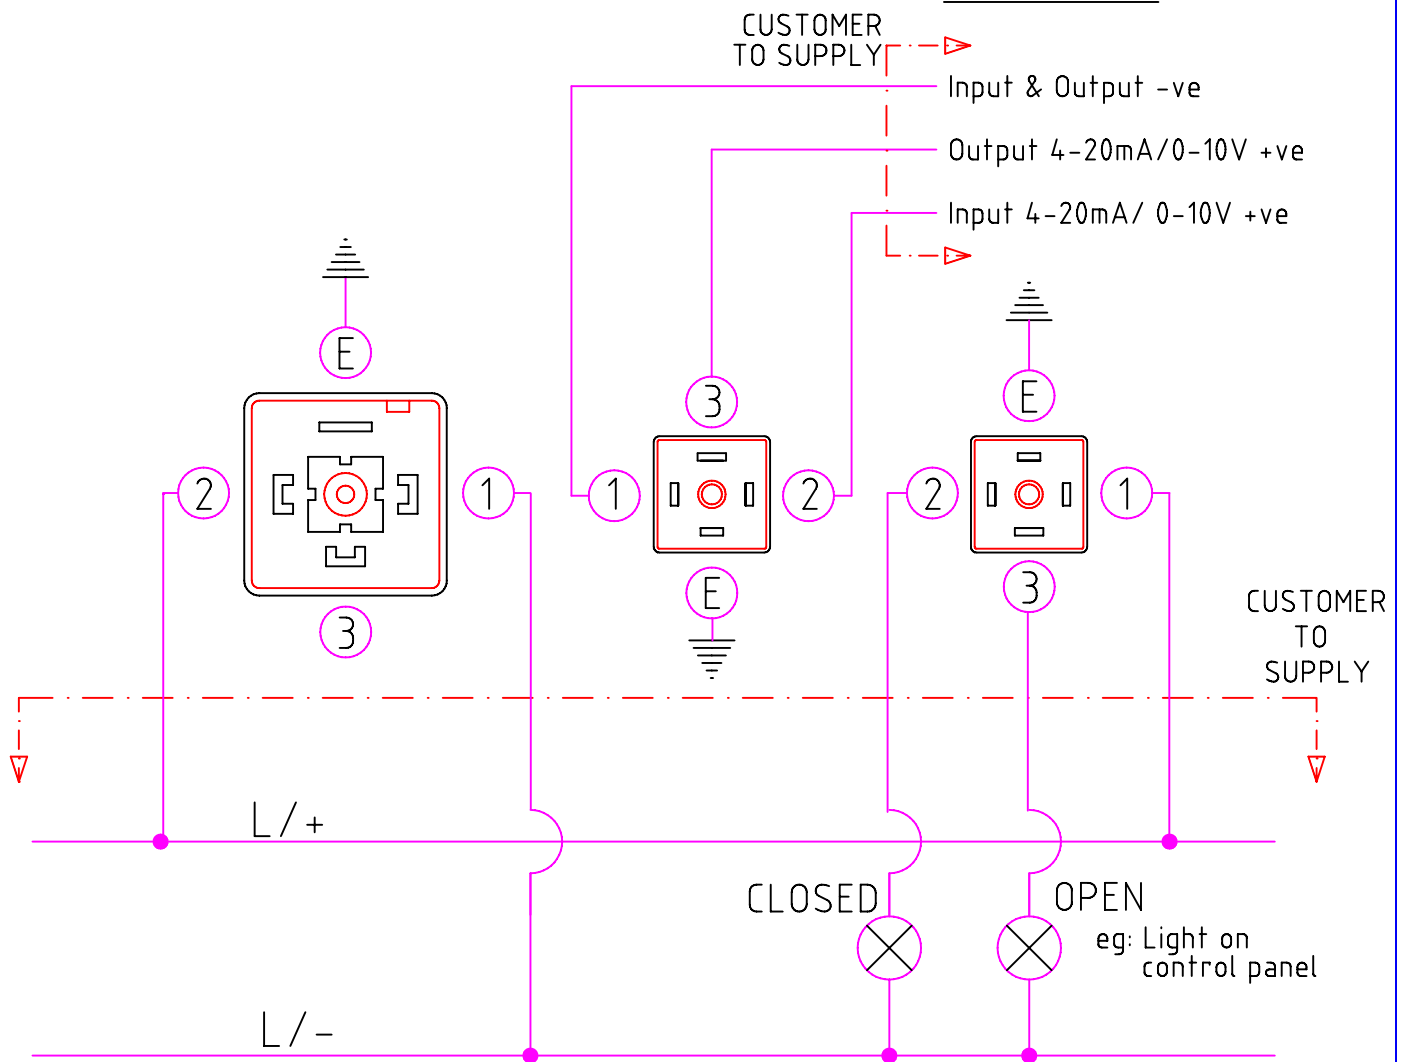 CUSTOMER
TO SUPPLY
Input & Output -ve
Output 4-20mA/0-10V +ve
Input 4-20mA/ 0-10V +ve
E
3
E
2
1
1
2
2
1
E
3
3
CUSTOMER
TO
SUPPLY
L/+
CLOSED
OPEN
eg: Light on
control panel
L/-